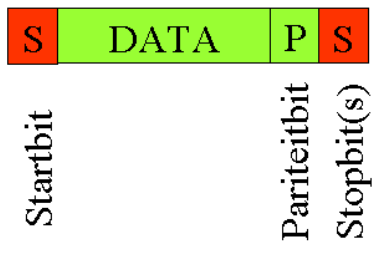 S DATA P S
Startbit
Pariteitbit
Stopbit(s)